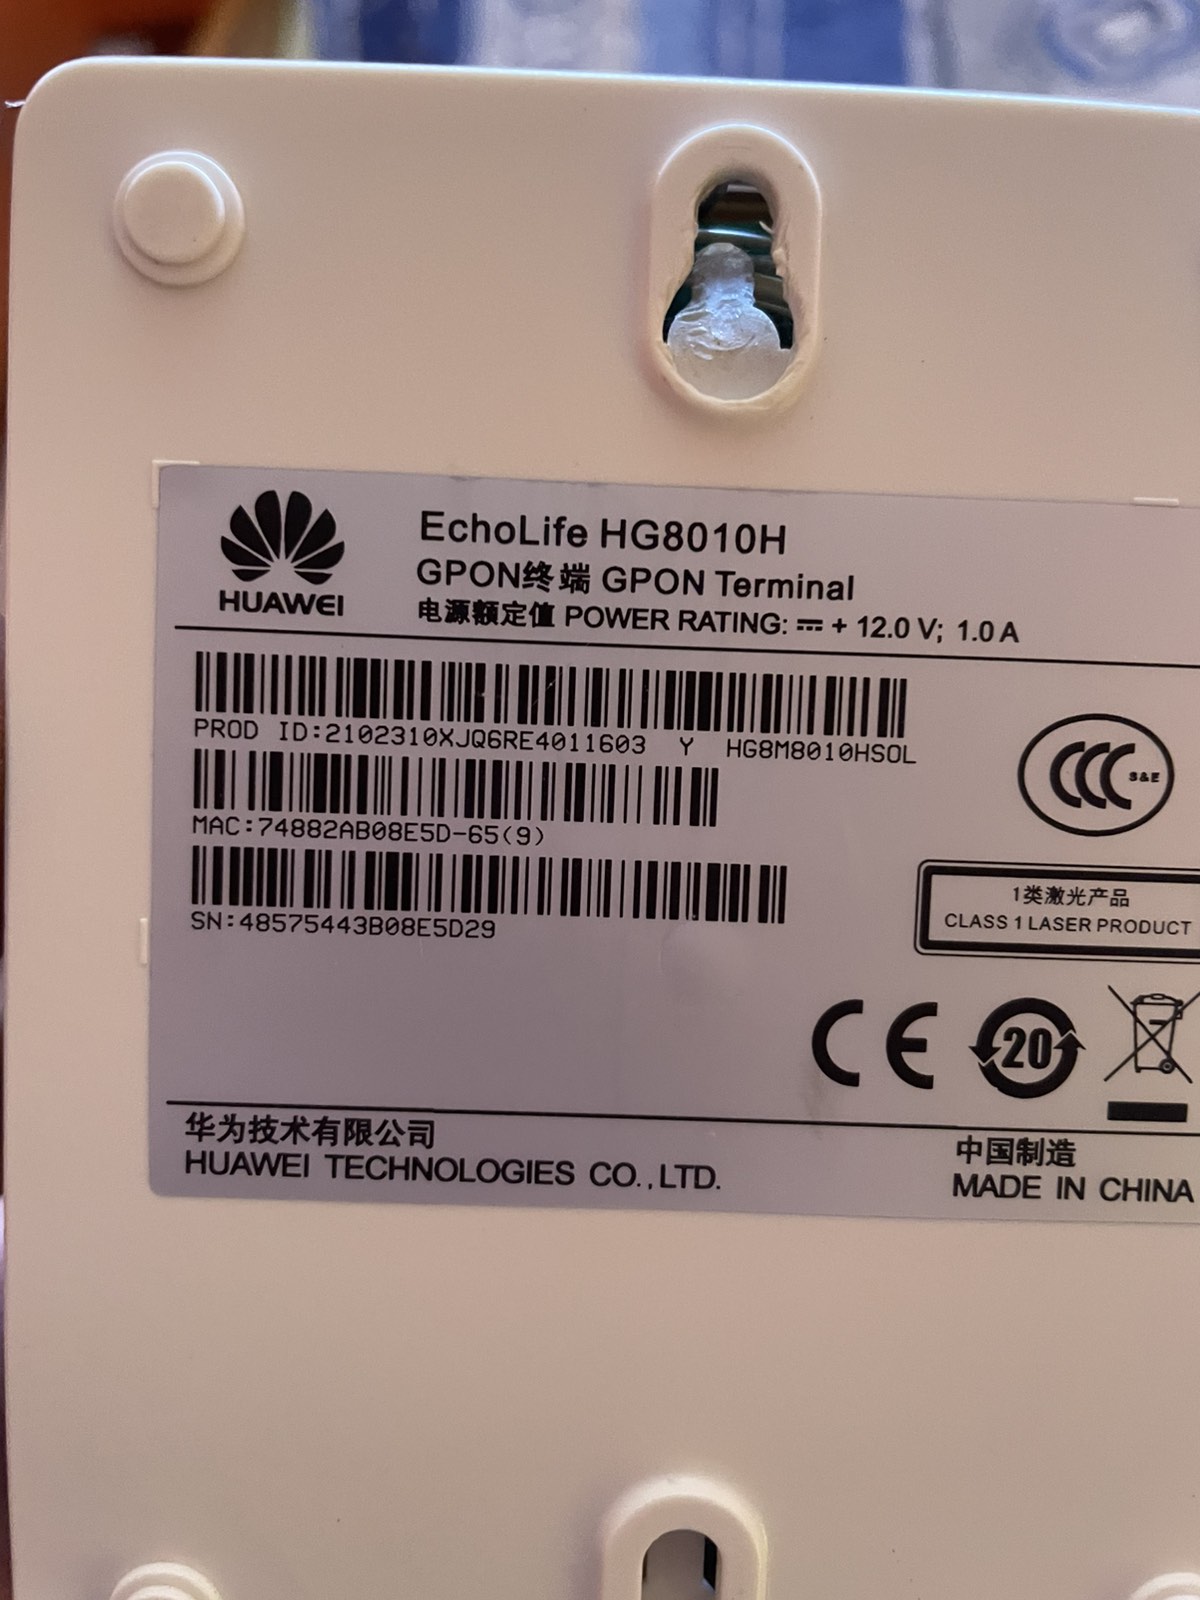 HUAWEI
EchoLife HG8010H
GPON终端 GPON Terminal
电源额定值 POWER RATING: ⎓ + 12.0 V; 1.0 A
PROD ID:2102310XJQ6RE4011603 Y HG8M8010HSOL
MAC:74882AB08E5D-65(9)
SN:48575443B08E5D29
CCC S&E
1类激光产品
CLASS 1 LASER PRODUCT
CE
20
华为技术有限公司
HUAWEI TECHNOLOGIES CO.,LTD.
中国制造
MADE IN CHINA